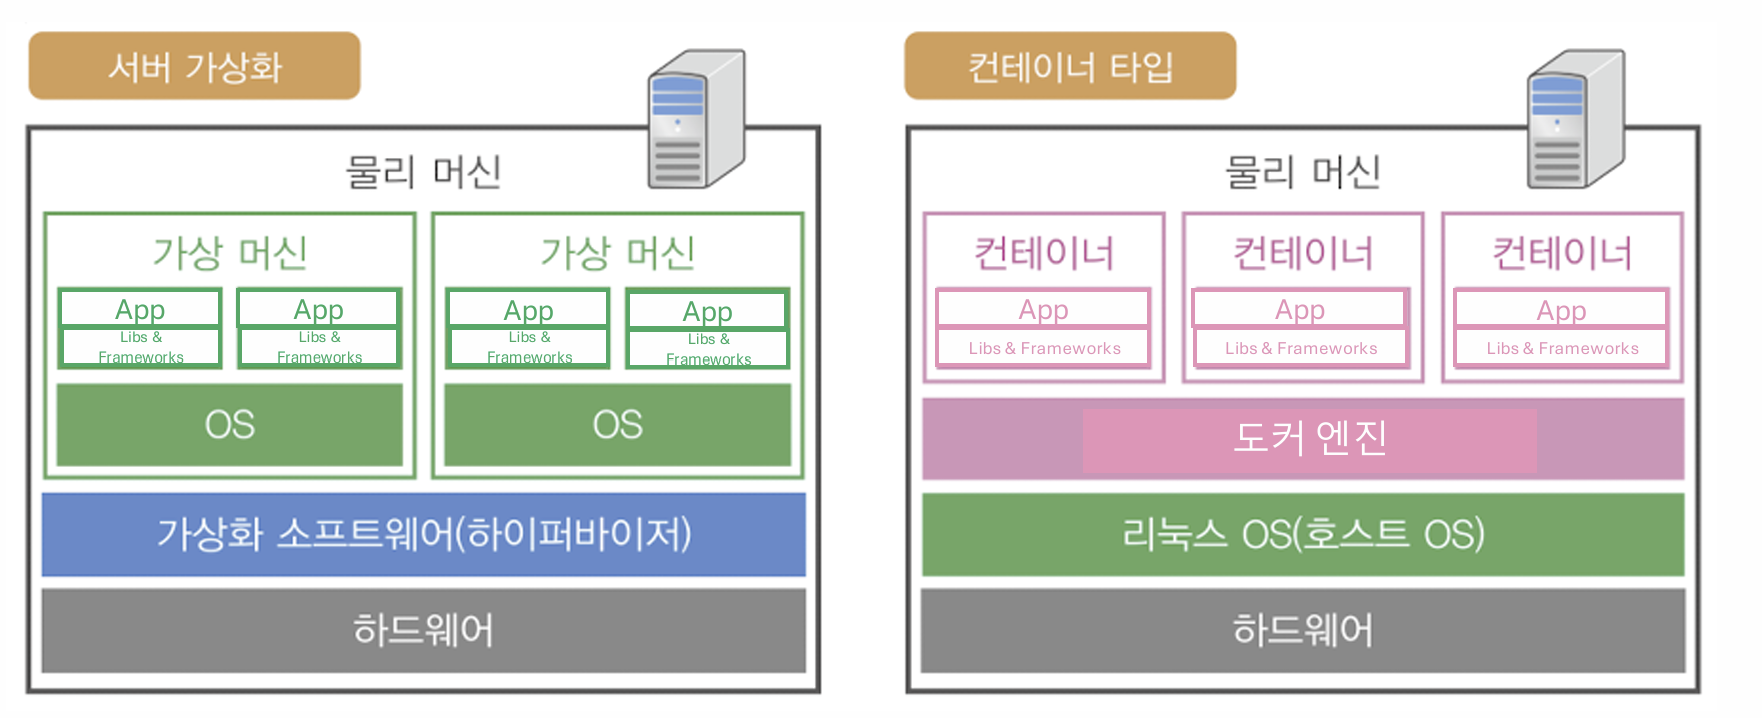 서버 가상화
물리 머신
가상 머신
App
Libs &
Frameworks
App
Libs &
Frameworks
OS
가상 머신
App
Libs &
Frameworks
App
Libs &
Frameworks
OS
가상화 소프트웨어(하이퍼바이저)
하드웨어
컨테이너 타입
물리 머신
컨테이너
App
Libs & Frameworks
컨테이너
App
Libs & Frameworks
컨테이너
App
Libs & Frameworks
도커 엔진
리눅스 OS(호스트 OS)
하드웨어